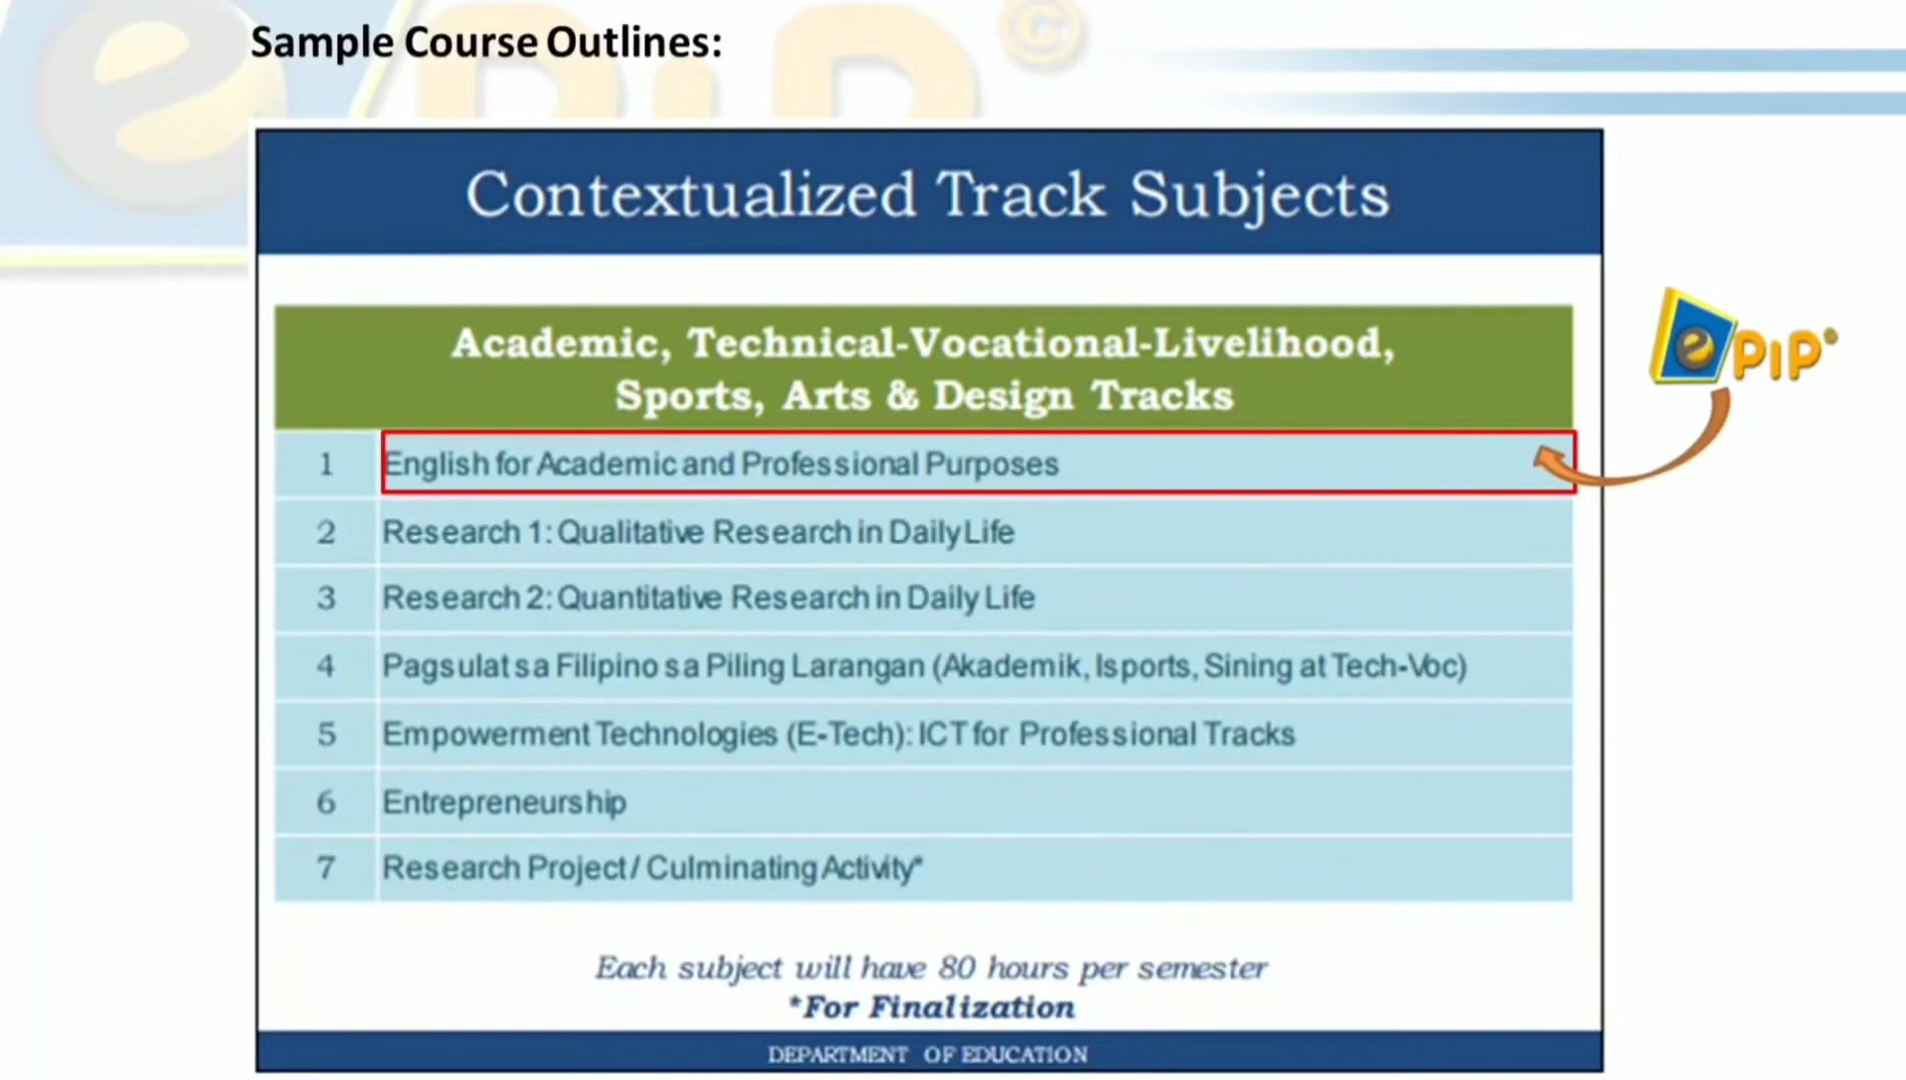 Sample Course Outlines:
Contextualized Track Subjects
Academic, Technical-Vocational-Livelihood,
Sports, Arts & Design Tracks
1 English for Academic and Professional Purposes
ePIP
2 Research 1: Qualitative Research in Daily Life
3 Research 2: Quantitative Research in Daily Life
4 Pagsulat sa Filipino sa Piling Larangan (Akademik, Isports, Sining at Tech-Voc)
5 Empowerment Technologies (E-Tech): ICT for Professional Tracks
6 Entrepreneurship
7 Research Project/ Culminating Activity*
Each subject will have 80 hours per semester
*For Finalization
DEPARTMENT OF EDUCATION